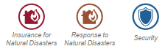 Insurance for
Natural Disasters
Response to
Natural Disasters
Security